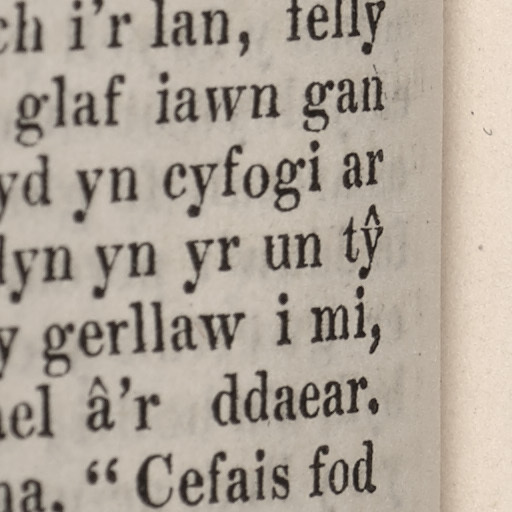 ch i'r lan, felly
glaf iawn gan
yd yn cyfogi ar
lyn yn yr un tŷ
y gerllaw i mi,
ael â'r ddaear.
na. “ Cefais fod